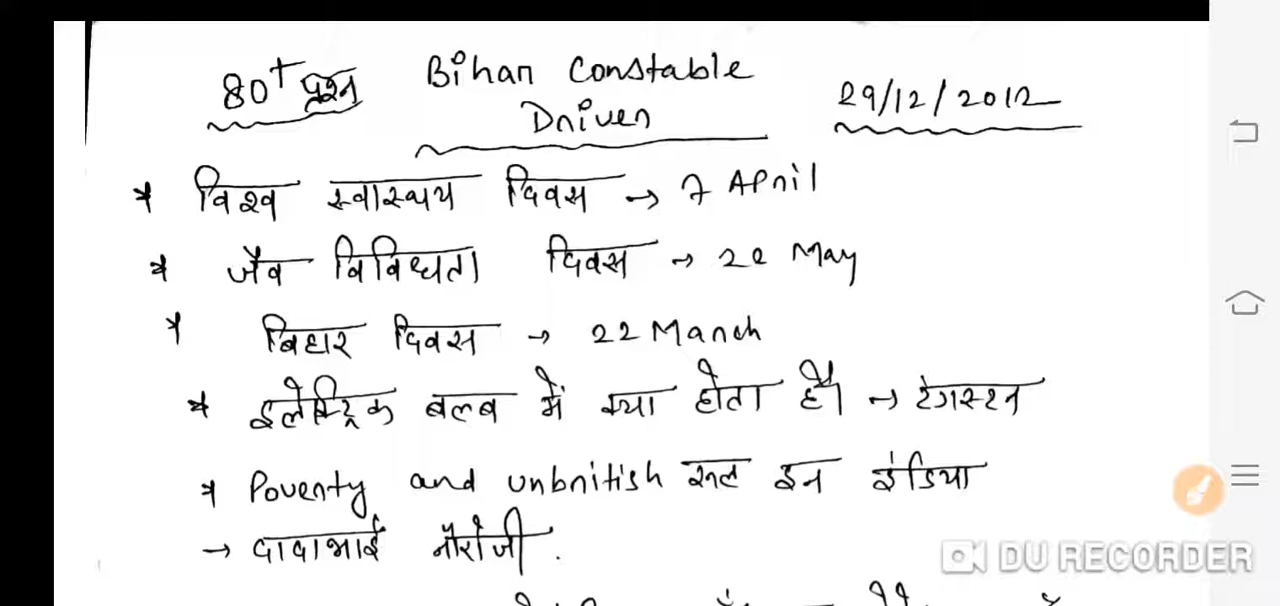 80+ प्रश्न Bihar Constable 29/12/2012
Driver
* विश्व स्वास्थ्य दिवस → 7 April
* जैव विविधता दिवस → 22 May
* बिहार दिवस → 22 March
* इलेक्ट्रिक बल्ब में क्या होता है। → टंगस्टन
* Poverty and unbritish रूल इन इंडिया
→ दादाभाई नौरोजी.
DU RECORDER